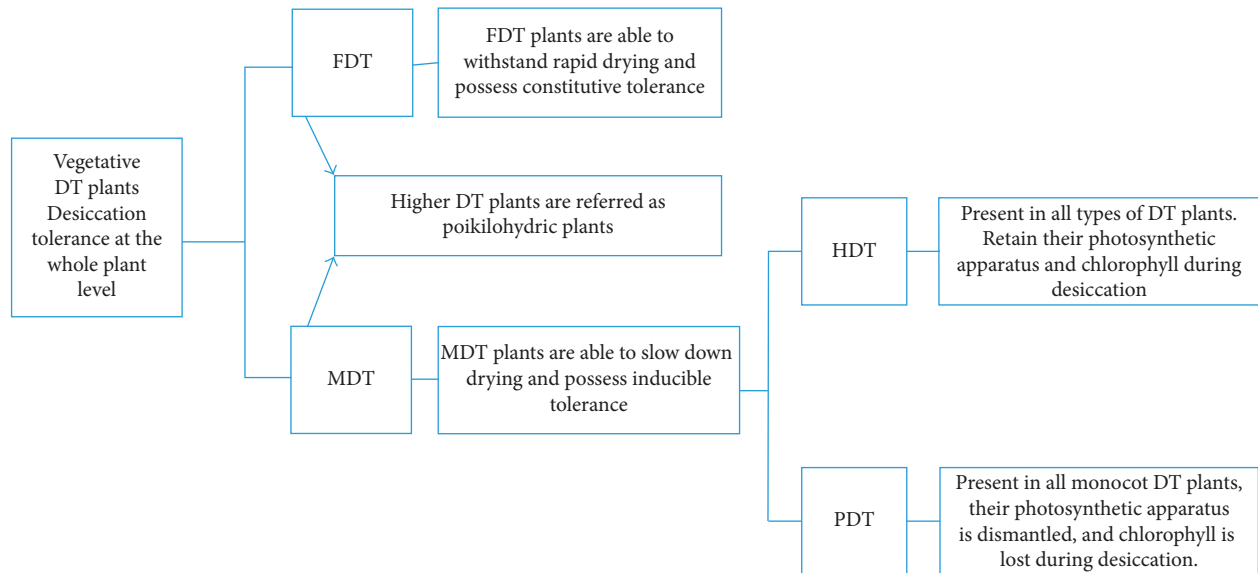 Vegetative
DT plants
Desiccation
tolerance at the
whole plant
level
FDT
FDT plants are able to
withstand rapid drying and
possess constitutive tolerance
Higher DT plants are referred as
poikilohydric plants
MDT
MDT plants are able to slow down
drying and possess inducible
tolerance
HDT
Present in all types of DT plants.
Retain their photosynthetic
apparatus and chlorophyll during
desiccation
PDT
Present in all monocot DT plants,
their photosynthetic apparatus
is dismantled, and chlorophyll is
lost during desiccation.